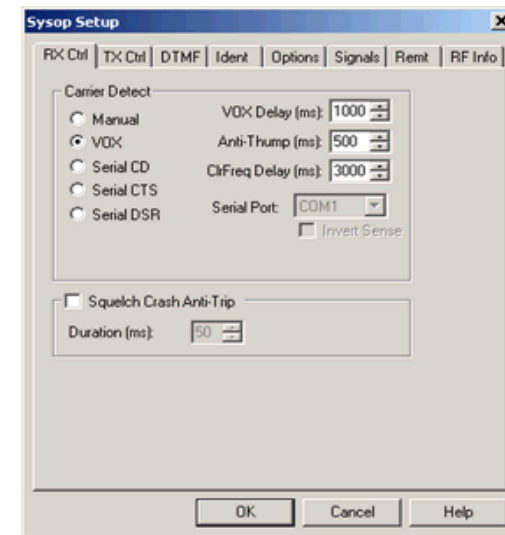 Sysop Setup
RX Ctrl TX Ctrl DTMF Ident Options Signals Remt RF Info
Carrier Detect
Manual
VOX
Serial CD
Serial CTS
Serial DSR
VOX Delay (ms): 1000
Anti-Thump (ms): 500
ClrFreq Delay (ms): 3000
Serial Port: COM1
Invert Sense
Squelch Crash Anti-Trip
Duration (ms): 50
OK Cancel Help